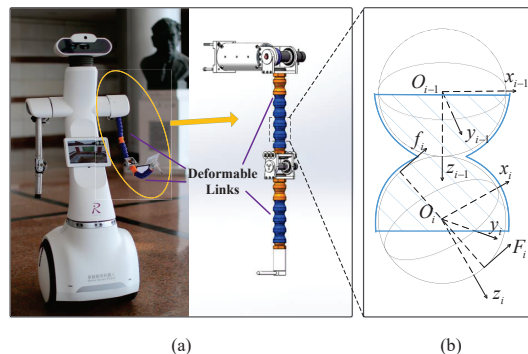 Deformable
Links
R
O_{i-1}
x_{i-1}
y_{i-1}
z_{i-1}
f_i
x_i
O_i
y_i
F_i
z_i
(a)
(b)